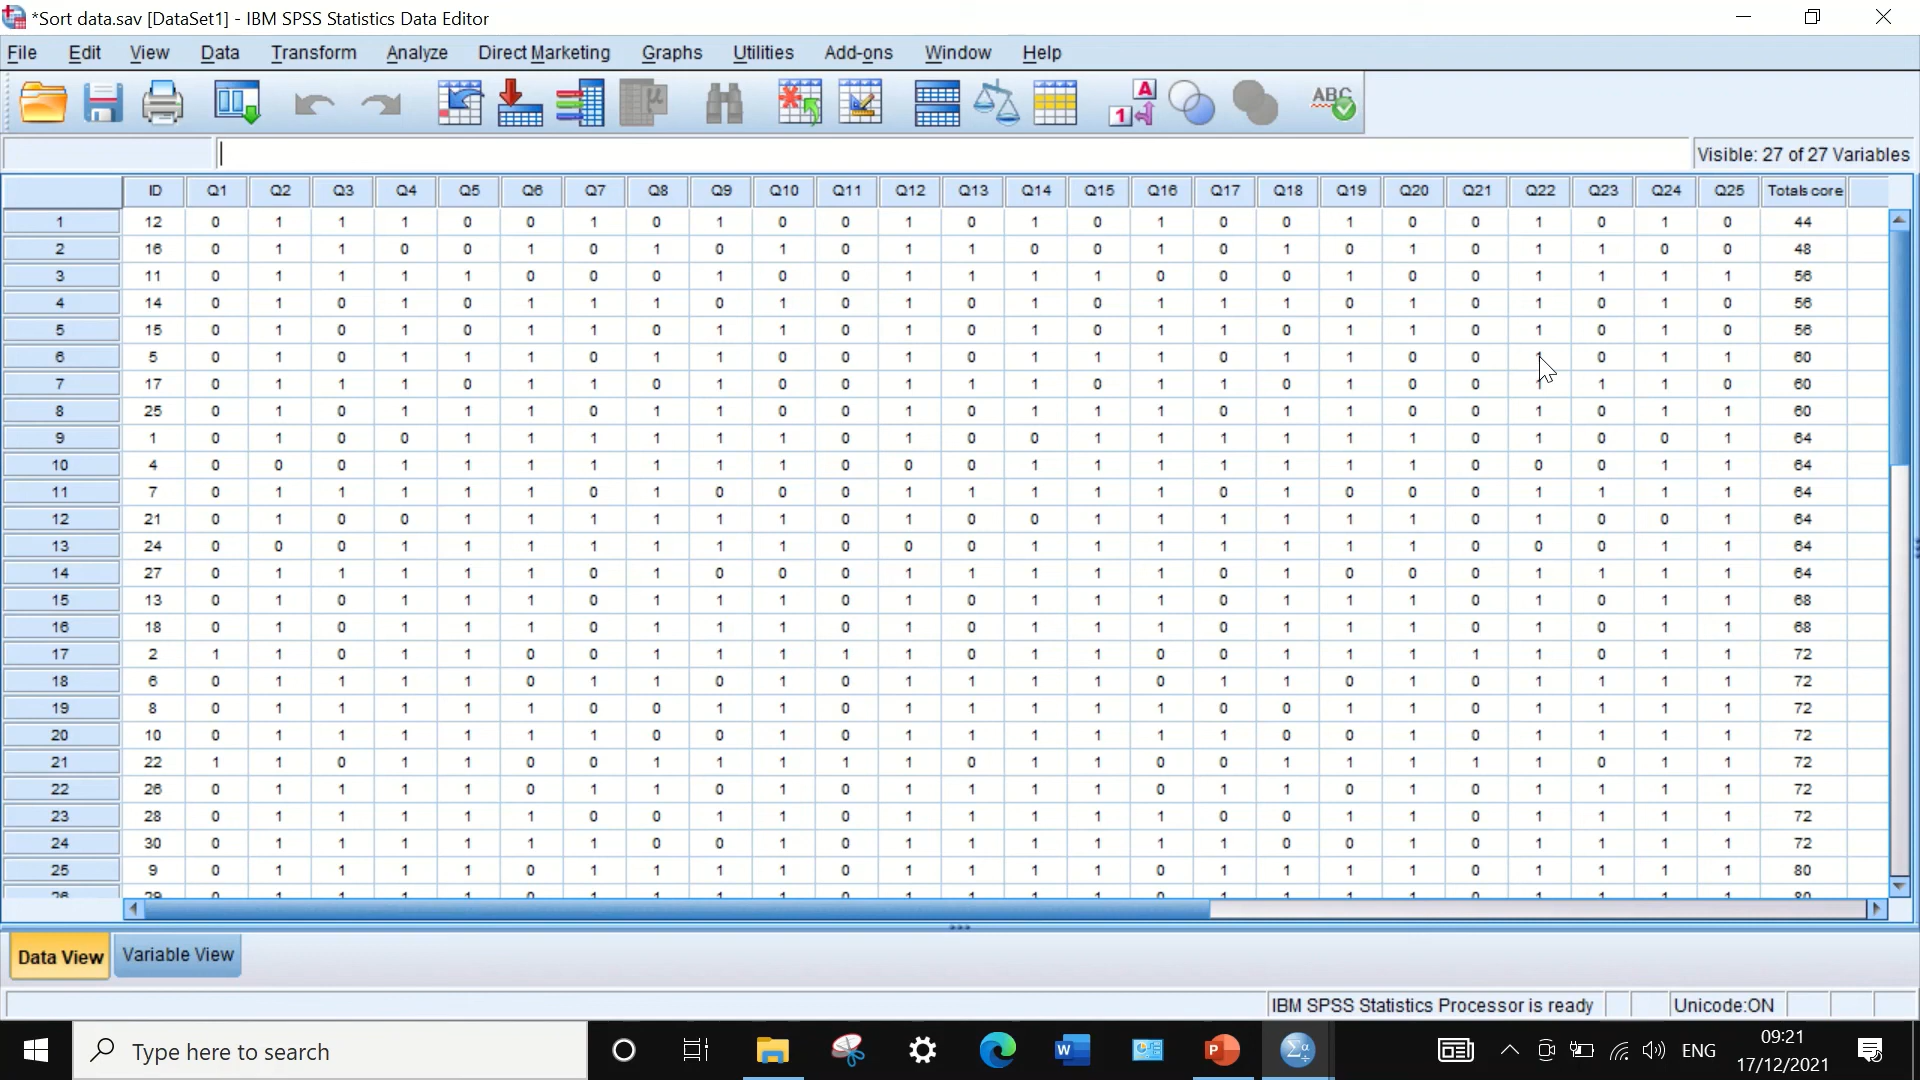 *Sort data.sav [DataSet1] - IBM SPSS Statistics Data Editor
File Edit View Data Transform Analyze Direct Marketing Graphs Utilities Add-ons Window Help
Visible: 27 of 27 Variables
ID Q1 Q2 Q3 Q4 Q5 Q6 Q7 Q8 Q9 Q10 Q11 Q12 Q13 Q14 Q15 Q16 Q17 Q18 Q19 Q20 Q21 Q22 Q23 Q24 Q25 Totals core
1 12 0 1 1 1 0 0 1 0 1 0 0 1 0 1 0 1 0 0 1 0 0 1 0 1 0 44
2 16 0 1 1 0 0 1 0 1 0 1 0 1 1 0 0 1 0 1 0 1 0 1 1 0 0 48
3 11 0 1 1 1 1 0 0 0 1 0 0 1 1 1 1 0 0 0 1 0 0 1 1 1 1 56
4 14 0 1 0 1 0 1 1 1 0 1 0 1 0 1 0 1 1 1 0 1 0 1 0 1 0 56
5 15 0 1 0 1 0 1 1 0 1 1 0 1 0 1 0 1 1 0 1 1 0 1 0 1 0 56
6 5 0 1 0 1 1 1 0 1 1 0 0 1 0 1 1 1 0 1 1 0 0 1 0 1 1 60
7 17 0 1 1 1 0 1 1 0 1 0 0 1 1 1 0 1 1 0 1 0 0 1 1 1 0 60
8 25 0 1 0 1 1 1 0 1 1 0 0 1 0 1 1 1 0 1 1 0 0 1 0 1 1 60
9 1 0 1 0 0 1 1 1 1 1 1 0 1 0 0 1 1 1 1 1 1 0 1 0 0 1 64
10 4 0 0 0 1 1 1 1 1 1 1 0 0 0 1 1 1 1 1 1 1 0 0 0 1 1 64
11 7 0 1 1 1 1 1 0 1 0 0 0 1 1 1 1 1 0 1 0 0 0 1 1 1 1 64
12 21 0 1 0 0 1 1 1 1 1 1 0 1 0 0 1 1 1 1 1 1 0 1 0 0 1 64
13 24 0 0 0 1 1 1 1 1 1 1 0 0 0 1 1 1 1 1 1 1 0 0 0 1 1 64
14 27 0 1 1 1 1 1 0 1 0 0 0 1 1 1 1 1 0 1 0 0 0 1 1 1 1 64
15 13 0 1 0 1 1 1 0 1 1 1 0 1 0 1 1 1 0 1 1 1 0 1 0 1 1 68
16 18 0 1 0 1 1 1 0 1 1 1 0 1 0 1 1 1 0 1 1 1 0 1 0 1 1 68
17 2 1 1 0 1 1 0 0 1 1 1 1 1 0 1 1 0 0 1 1 1 1 1 0 1 1 72
18 6 0 1 1 1 1 0 1 1 0 1 0 1 1 1 1 0 1 1 0 1 0 1 1 1 1 72
19 8 0 1 1 1 1 1 0 0 1 1 0 1 1 1 1 1 0 0 1 1 0 1 1 1 1 72
20 10 0 1 1 1 1 1 1 0 0 1 0 1 1 1 1 1 1 0 0 1 0 1 1 1 1 72
21 22 1 1 0 1 1 0 0 1 1 1 1 1 0 1 1 0 0 1 1 1 1 1 0 1 1 72
22 26 0 1 1 1 1 0 1 1 0 1 0 1 1 1 1 0 1 1 0 1 0 1 1 1 1 72
23 28 0 1 1 1 1 1 0 0 1 1 0 1 1 1 1 1 0 0 1 1 0 1 1 1 1 72
24 30 0 1 1 1 1 1 1 0 0 1 0 1 1 1 1 1 1 0 0 1 0 1 1 1 1 72
25 9 0 1 1 1 1 0 1 1 1 1 0 1 1 1 1 0 1 1 1 1 0 1 1 1 1 80
26 29 0 1 1 1 1 0 1 1 1 1 0 1 1 1 1 0 1 1 1 1 0 1 1 1 1 80
Data View Variable View
IBM SPSS Statistics Processor is ready Unicode:ON
Type here to search
ENG
09:21
17/12/2021